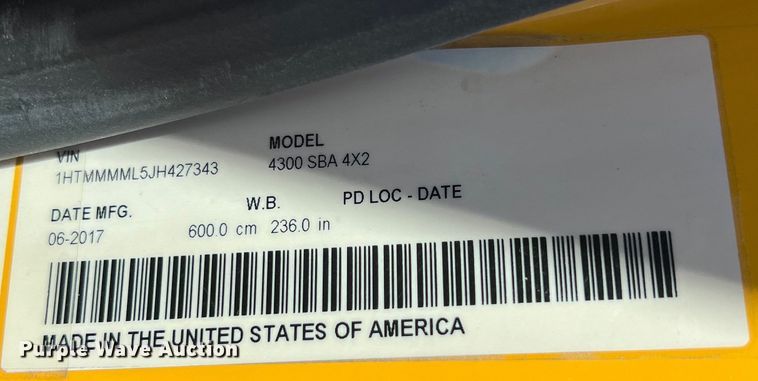 VIN MODEL
1HTMMMML5JH427343 4300 SBA 4X2
DATE MFG. W.B. PD LOC - DATE
06-2017 600.0 cm 236.0 in
MADE IN THE UNITED STATES OF AMERICA
Purple Wave Auction